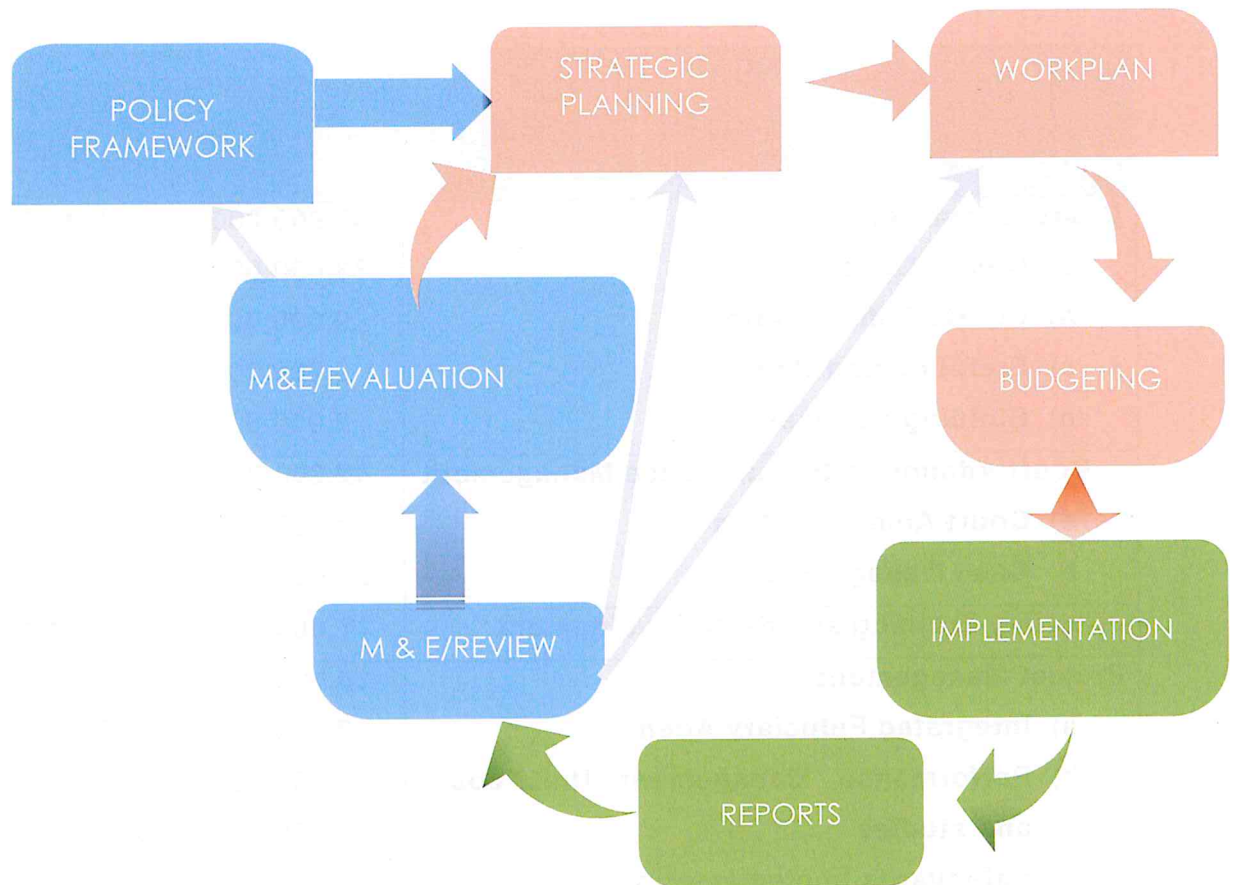 POLICY
FRAMEWORK
STRATEGIC
PLANNING
WORKPLAN
M&E/EVALUATION
BUDGETING
M & E/REVIEW
IMPLEMENTATION
REPORTS